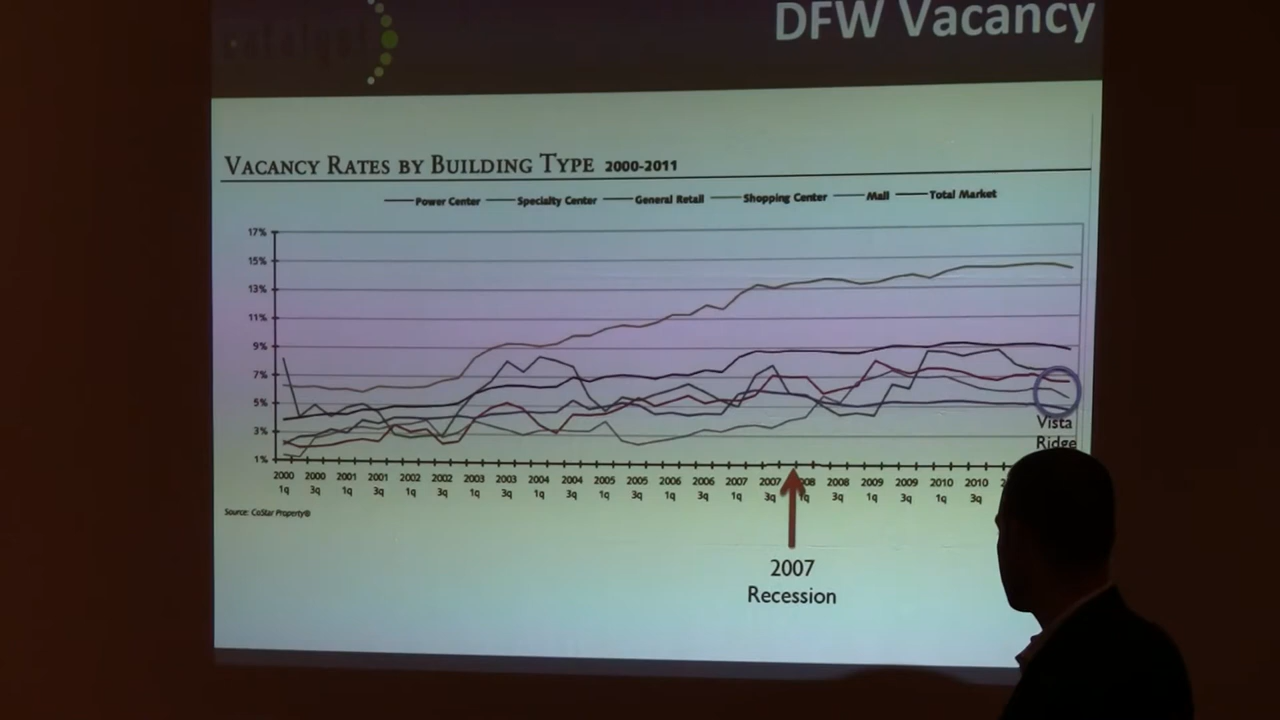 DFW Vacancy
VACANCY RATES BY BUILDING TYPE 2000-2011
Power Center Specialty Center General Retail Shopping Center Mall Total Market
17%
15%
13%
11%
9%
7%
5%
3%
1%
Vista
Ridge
2000 2000 2001 2001 2002 2002 2003 2003 2004 2004 2005 2005 2006 2006 2007 2007 08 2008 2009 2009 2010 2010
1q 3q 1q 3q 1q 3q 1q 3q 1q 3q 1q 3q 1q 3q 1q 3q 1q 3q 1q 3q 1q 3q
Source: CoStar Property®
2007
Recession